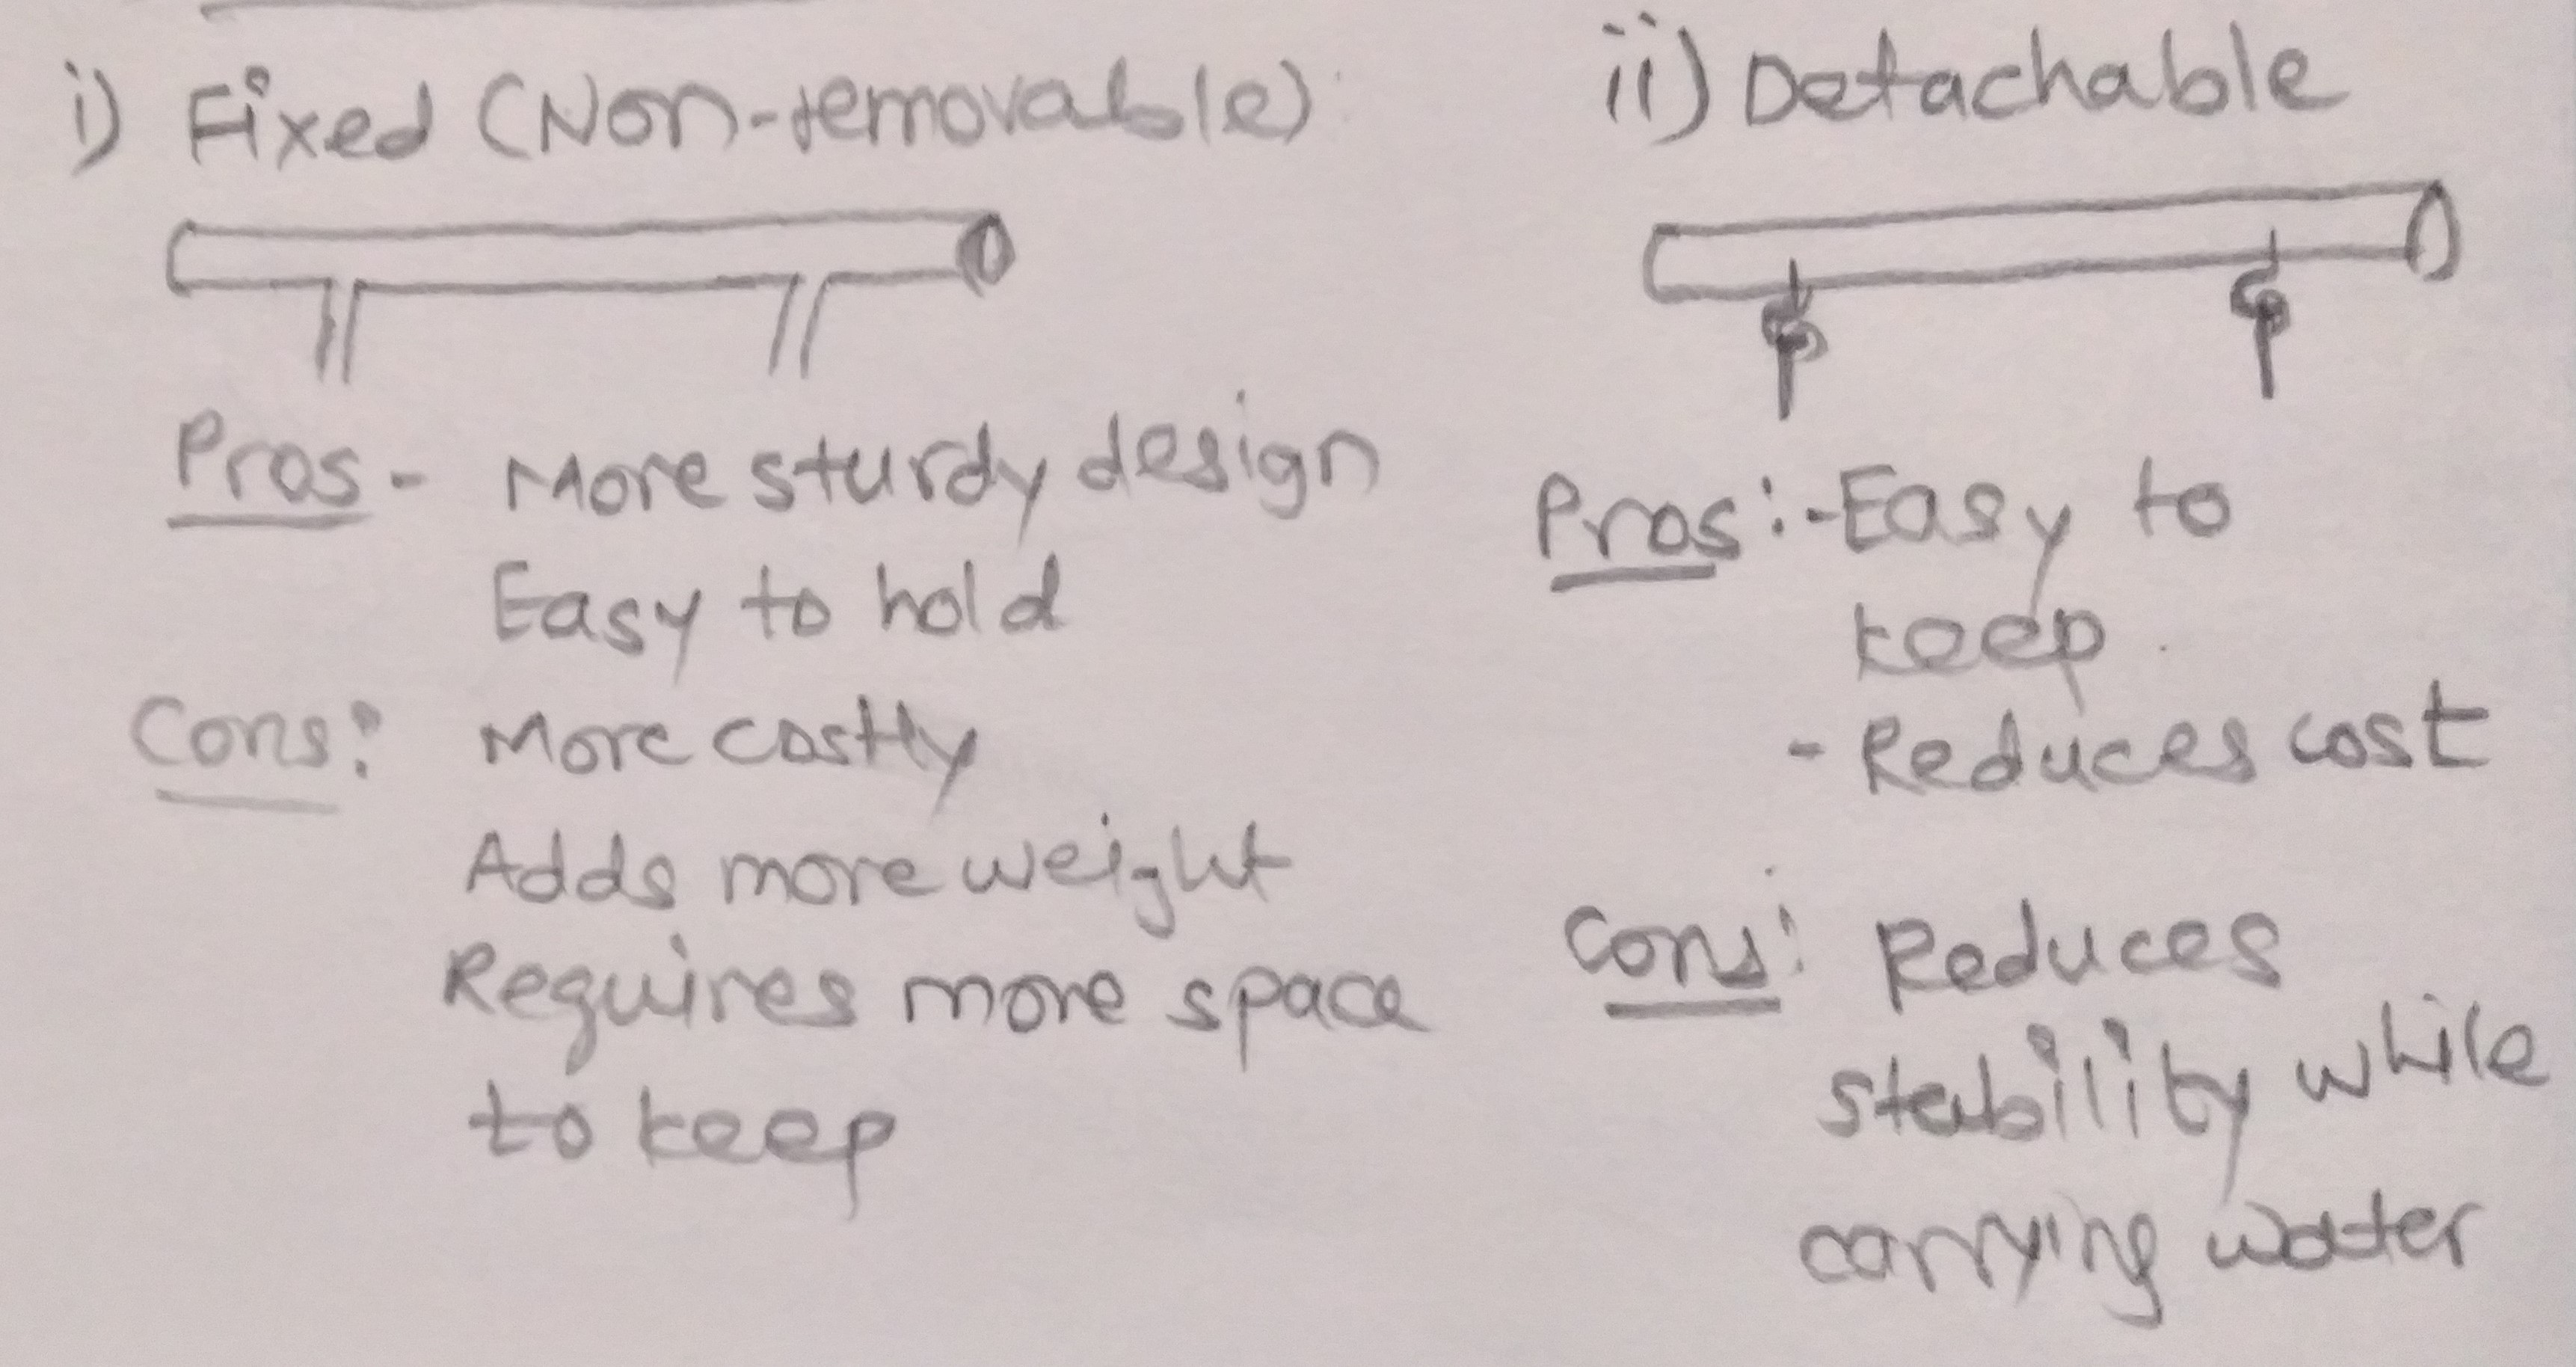 i) Fixed (Non-removable)
Pros - More sturdy design
Easy to hold
Cons: More costly
Adds more weight
Requires more space
to keep
ii) Detachable
Pros:- Easy to
keep.
- Reduces cost
Cons: Reduces
stability while
carrying water